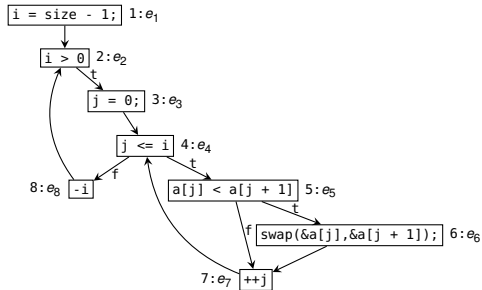 i = size - 1; 1:e1
i > 0 2:e2
t
j = 0; 3:e3
j <= i 4:e4
f t
8:e8 -i
a[j] < a[j + 1] 5:e5
f t
swap(&a[j],&a[j + 1]); 6:e6
7:e7 ++j